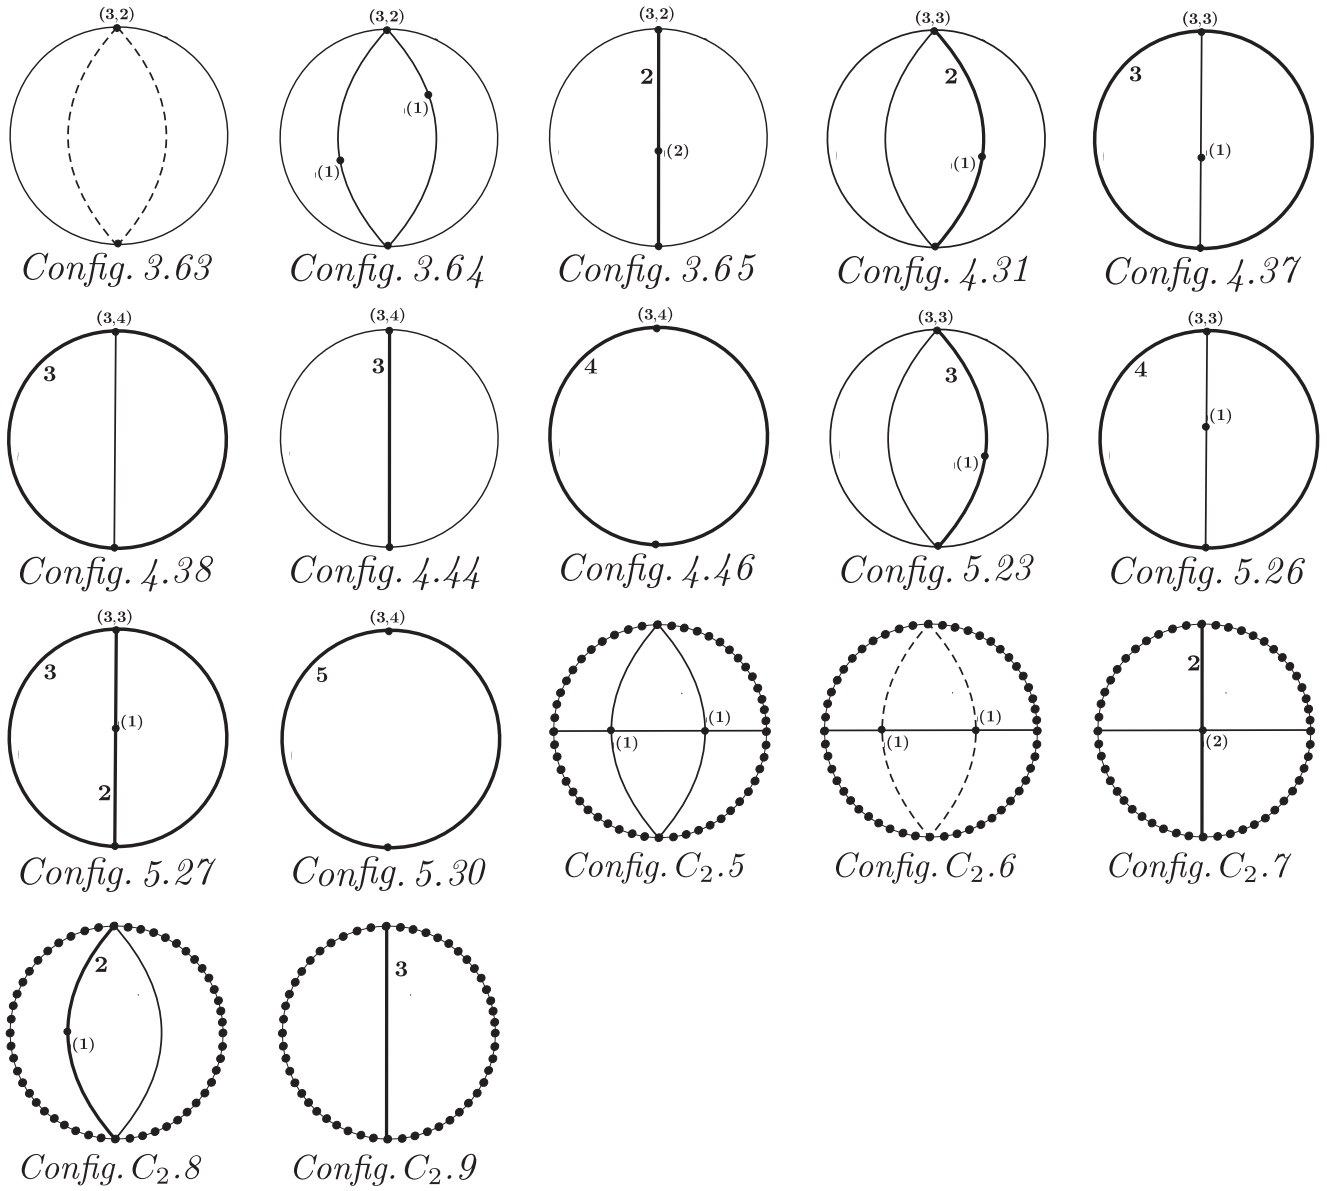 (3,2) (3,2) (3,2) (3,3) (3,3)
2 2 3
(1) (1) (2) (1) (1)
Config. 3.63 Config. 3.64 Config. 3.65 Config. 4.31 Config. 4.37
(3,4) (3,4) (3,4) (3,3) (3,3)
3 3 4 3 4
(1) (1)
Config. 4.38 Config. 4.44 Config. 4.46 Config. 5.23 Config. 5.26
(3,3) (3,4)
3 5 2
(1) (1) (1) (1) (1) (2)
2
Config. 5.27 Config. 5.30 Config. C₂.5 Config. C₂.6 Config. C₂.7
2 3
(1)
Config. C₂.8 Config. C₂.9